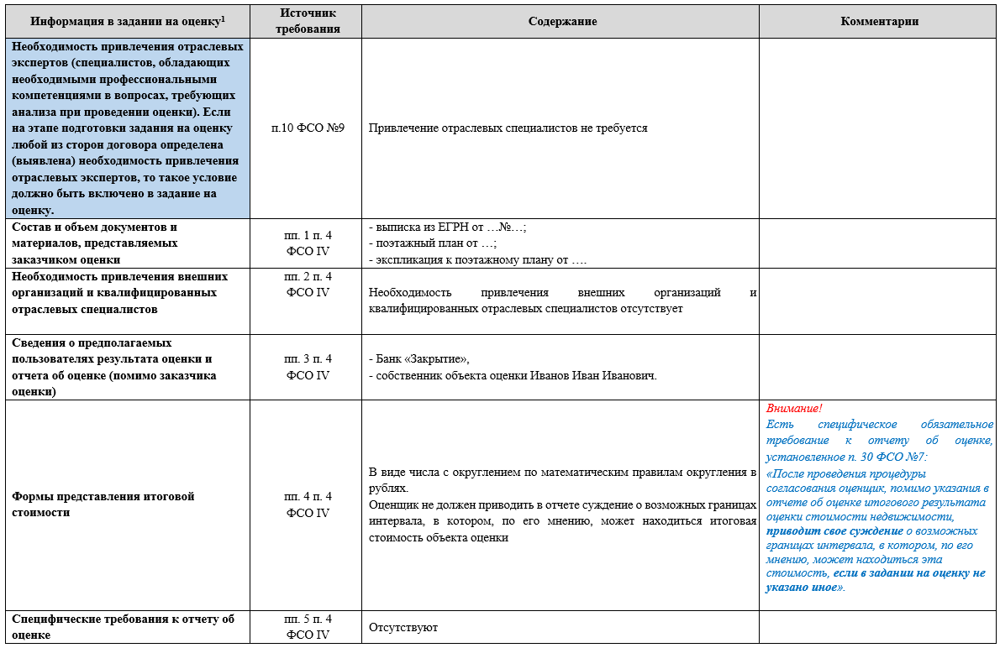 Информация в задании на оценку1
Источник
требования
Содержание
Комментарии
Необходимость привлечения отраслевых
экспертов (специалистов, обладающих
необходимыми профессиональными
компетенциями в вопросах, требующих
анализа при проведении оценки). Если
на этапе подготовки задания на оценку
любой из сторон договора определена
(выявлена) необходимость привлечения
отраслевых экспертов, то такое условие
должно быть включено в задание на
оценку.
п.10 ФСО №9
Привлечение отраслевых специалистов не требуется
Состав и объем документов и
материалов, представляемых
заказчиком оценки
пп. 1 п. 4
ФСО IV
- выписка из ЕГРН от …№…;
- поэтажный план от …;
- экспликация к поэтажному плану от ….
Необходимость привлечения внешних
организаций и квалифицированных
отраслевых специалистов
пп. 2 п. 4
ФСО IV
Необходимость привлечения внешних организаций и
квалифицированных отраслевых специалистов отсутствует
Сведения о предполагаемых
пользователях результата оценки и
отчета об оценке (помимо заказчика
оценки)
пп. 3 п. 4
ФСО IV
- Банк «Закрытие»,
- собственник объекта оценки Иванов Иван Иванович.
Формы представления итоговой
стоимости
пп. 4 п. 4
ФСО IV
В виде числа с округлением по математическим правилам округления в
рублях.
Оценщик не должен приводить в отчете суждение о возможных границах
интервала, в котором, по его мнению, может находиться итоговая
стоимость объекта оценки
Внимание!
Есть специфическое обязательное
требование к отчету об оценке,
установленное п. 30 ФСО №7:
«После проведения процедуры
согласования оценщик, помимо указания в
отчете об оценке итогового результата
оценки стоимости недвижимости,
приводит свое суждение о возможных
границах интервала, в котором, по его
мнению, может находиться эта
стоимость, если в задании на оценку не
указано иное».
Специфические требования к отчету об
оценке
пп. 5 п. 4
ФСО IV
Отсутствуют